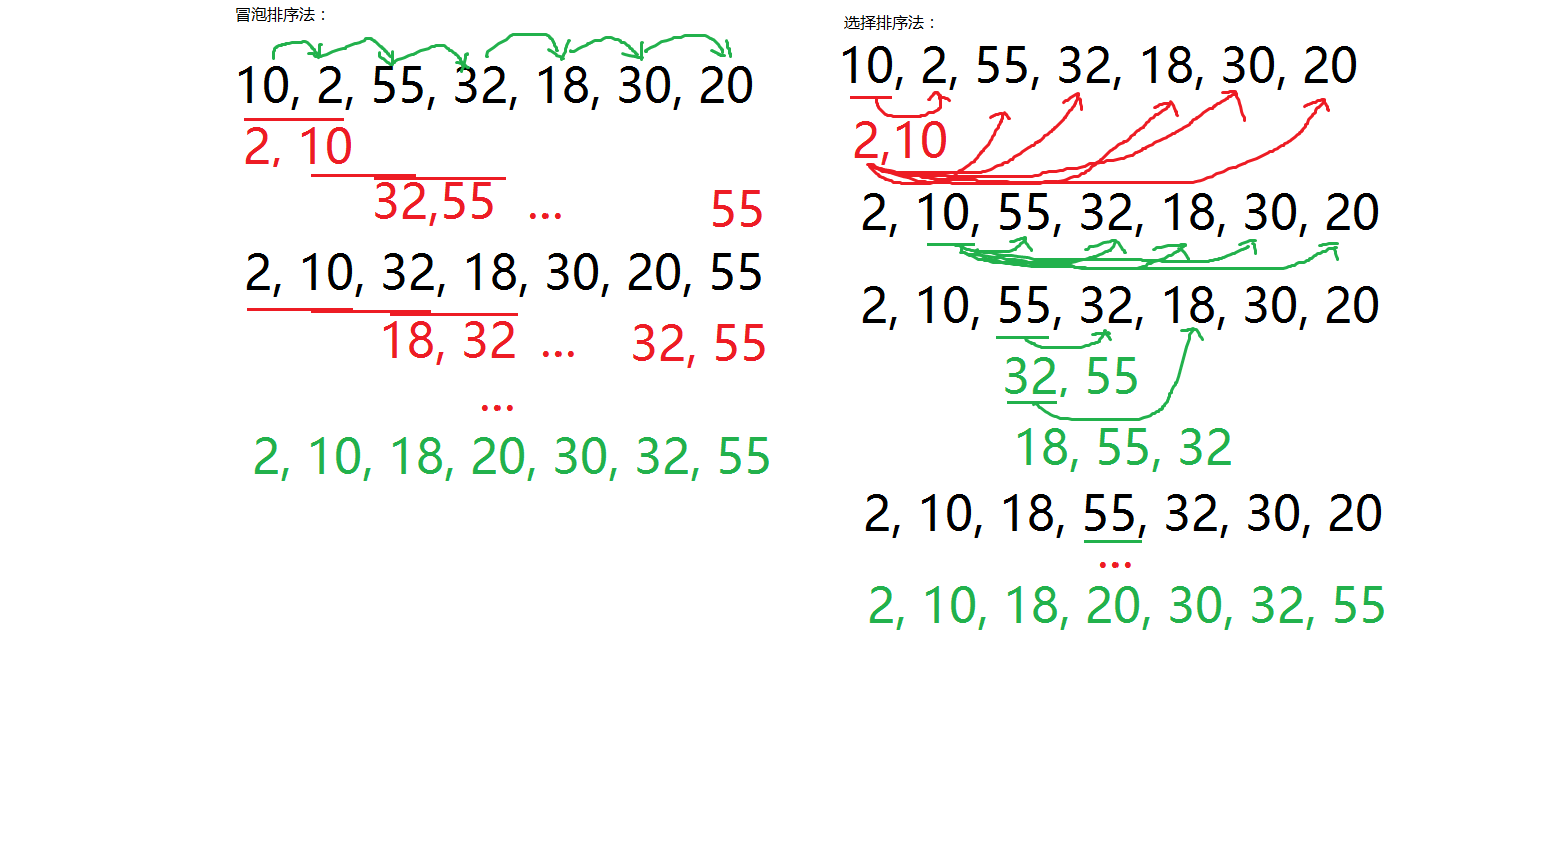 冒泡排序法：
10, 2, 55, 32, 18, 30, 20
2, 10
32,55 ... 55
2, 10, 32, 18, 30, 20, 55
18, 32 ... 32, 55
...
2, 10, 18, 20, 30, 32, 55
选择排序法：
10, 2, 55, 32, 18, 30, 20
2,10
2, 10, 55, 32, 18, 30, 20
2, 10, 55, 32, 18, 30, 20
32, 55
18, 55, 32
2, 10, 18, 55, 32, 30, 20
...
2, 10, 18, 20, 30, 32, 55